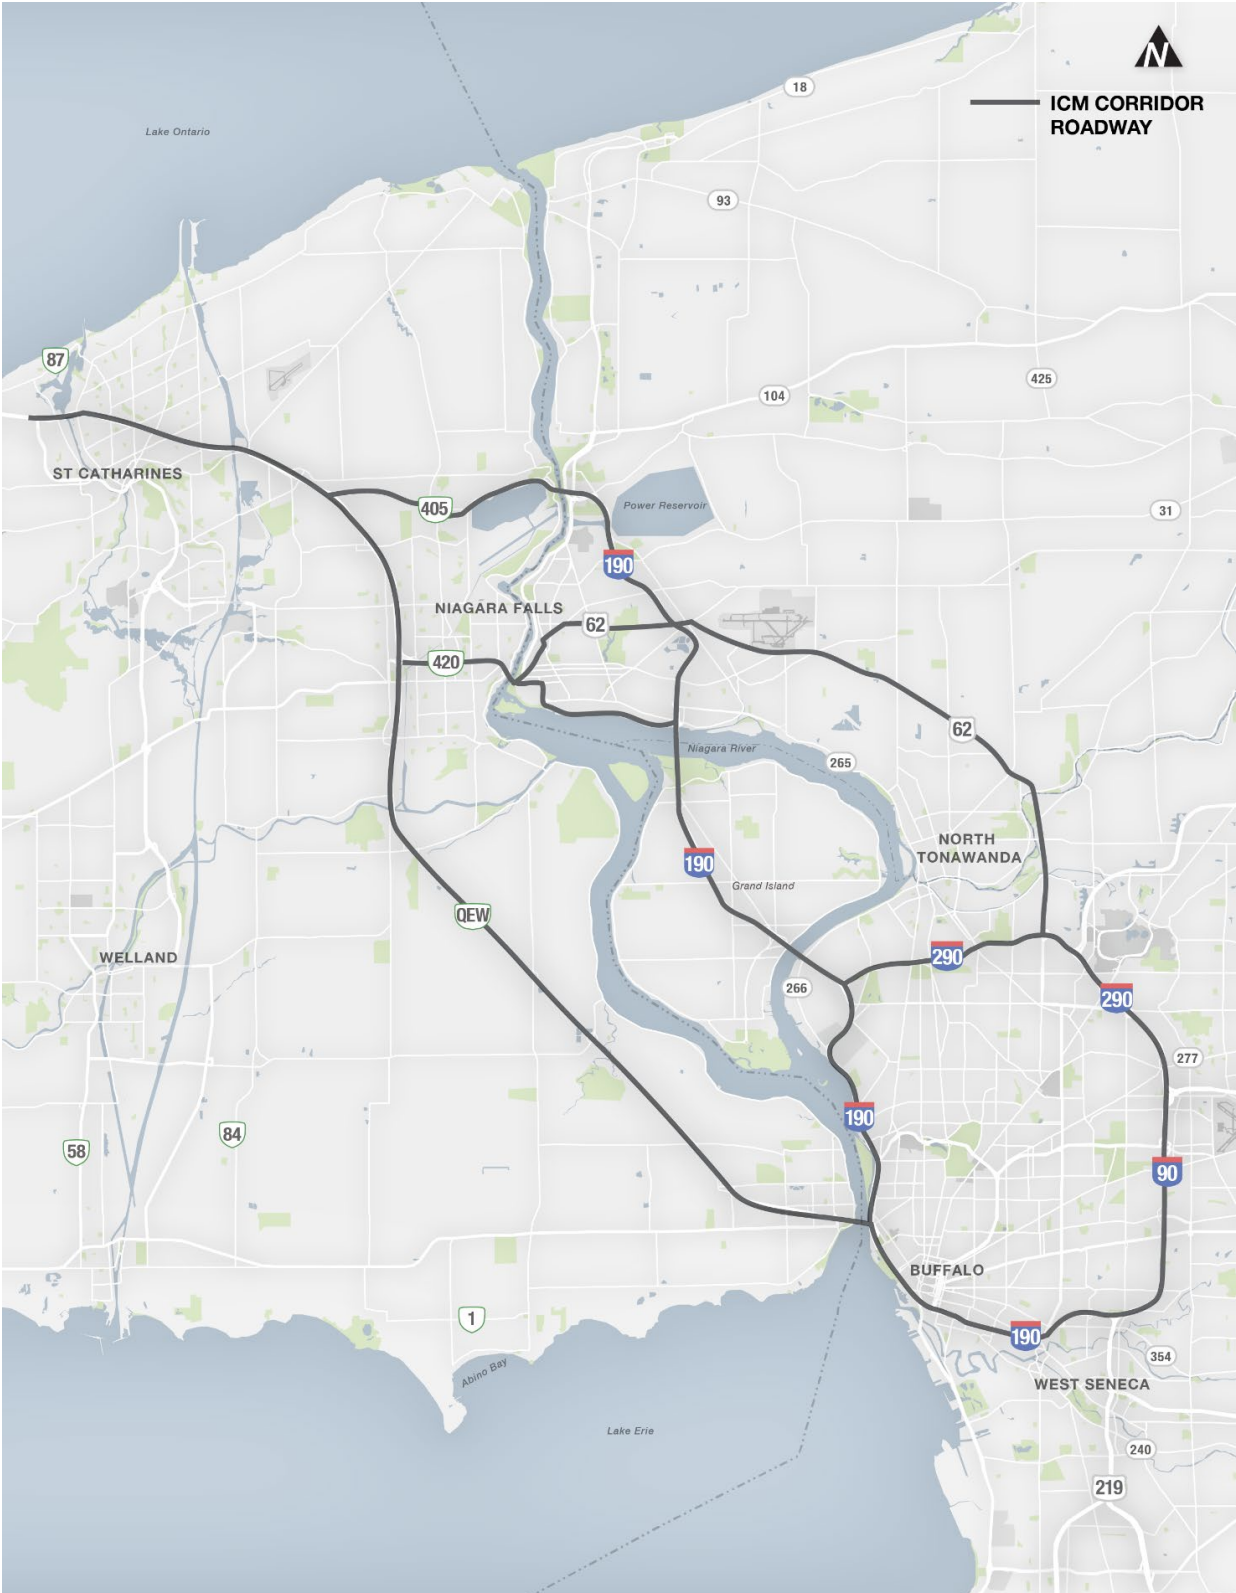 N
18
ICM CORRIDOR
ROADWAY
Lake Ontario
93
87
425
104
ST CATHARINES
405
Power Reservoir
31
190
NIAGARA FALLS
62
420
62
Niagara River
265
NORTH
TONAWANDA
190
Grand Island
QEW
WELLAND
290
266
290
277
190
84
58
90
BUFFALO
1
190
354
Abino Bay
WEST SENECA
Lake Erie
240
219